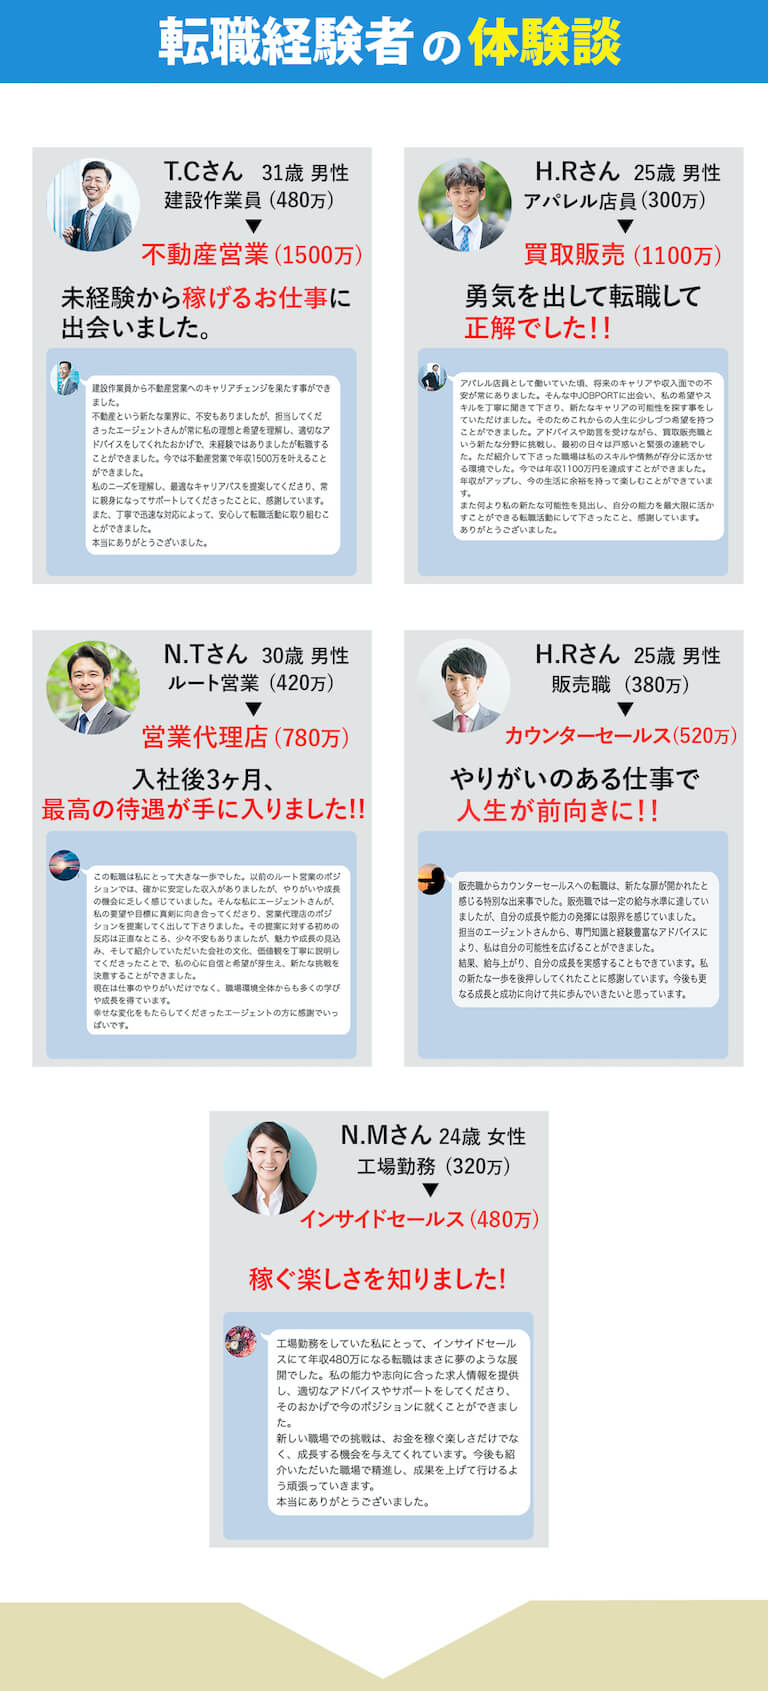 転職経験者の体験談
T.Cさん 31歳 男性
建設作業員(480万)
▼
不動産営業(1500万)
未経験から稼げるお仕事に
出会いました。
建設作業員から不動産営業へのキャリアチェンジを果たす事ができ
ました。
不動産という新たな業界に、不安もありましたが、担当してくだ
さったエージェントさんが常に私の理想と希望を理解し、適切なア
ドバイスをしてくれたおかげで、未経験ではありましたが転職する
ことができました。今では不動産営業で年収1500万を叶えること
ができました。
私のニーズを理解し、最適なキャリアパスを提案してくださり、常
に親身になってサポートしてくださったことに、感謝しています。
また、丁寧で迅速な対応によって、安心して転職活動に取り組むこ
とができました。
本当にありがとうございました。
H.Rさん 25歳 男性
アパレル店員(300万)
▼
買取販売(1100万)
勇気を出して転職して
正解でした!!
アパレル店員として働いていた頃、将来のキャリアや収入面での不
安が常にありました。そんな中JOBPORTに出会い、私の希望やス
キルを丁寧に聞きて下さり、新たなキャリアの可能性を探す事をし
ていただけました。そのためこれからの人生に少しづつ希望を持つ
ことができました。アドバイスや助言を受けながら、買取販売職と
いう新たな分野に挑戦し、最初の日々は戸惑いと緊張の連続でし
た。ただ紹介して下さった職場は私のスキルや情熱が存分に活かせ
る環境でした。今では年収1100万円を達成することができました。
年収がアップし、今の生活に余裕を持って楽しむことができていま
す。
また何より私の新たな可能性を見出し、自分の能力を最大限に活か
すことができる転職活動にして下さったこと、感謝しています。
ありがとうございました。
N.Tさん 30歳 男性
ルート営業(420万)
▼
営業代理店(780万)
入社後3ヶ月、
最高の待遇が手に入りました!!
この転職は私にとって大きな一歩でした。以前のルート営業のポジ
ションでは、確かに安定した収入がありましたが、やりがいや成長
の機会に乏しく感じていました。そんな私にエージェントさんが、
私の要望や目標に真剣に向き合ってくださり、営業代理店のポジ
ションを提案してくれ出して下さりました。その提案に対する初めの
反応は正直なところ、少々不安もありましたが、魅力や成長の見込
み、そして紹介していただいた会社の文化、価値観を丁寧に説明し
てくださったことで、私の心に自信と希望が芽生え、新たな挑戦を
決意することができました。
現在は仕事のやりがいだけでなく、職場環境全体からも多くの学び
や成長を得ています。
幸せな変化をもたらしてくださったエージェントの方に感謝でいっ
ぱいです。
H.Rさん 25歳 男性
販売職 (380万)
▼
カウンターセールス(520万)
やりがいのある仕事で
人生が前向きに!!
販売職からカウンターセールスへの転職は、新たな扉が開かれたと
感じる特別な出来事でした。販売職では一定の給与水準に達してい
ましたが、自分の成長や能力の発揮には限界を感じていました。
担当のエージェントさんから、専門知識と経験豊富なアドバイスによ
り、私は自分の可能性を広げることができました。
結果、給与上がり、自分の成長を実感することもできています。私
の新たな一歩を後押ししてくれたことに感謝しています。今後も更
なる成長と成功に向けて共に歩んでいきたいと思っています。
N.Mさん 24歳 女性
工場勤務(320万)
▼
インサイドセールス(480万)
稼ぐ楽しさを知りました!
工場勤務をしていた私にとって、インサイドセール
スにて年収480万になる転職はまさに夢のような展
開でした。私の能力や志向に合った求人情報を提供
し、適切なアドバイスやサポートをしてくださり、
そのおかげで今のポジションに就くことができまし
た。
新しい職場での挑戦は、お金を稼ぐ楽しさだけでな
く、成長する機会を与えてくれています。今後も紹
介いただいた職場で精進し、成果を上げて行けるよ
う頑張っていきます。
本当にありがとうございました。